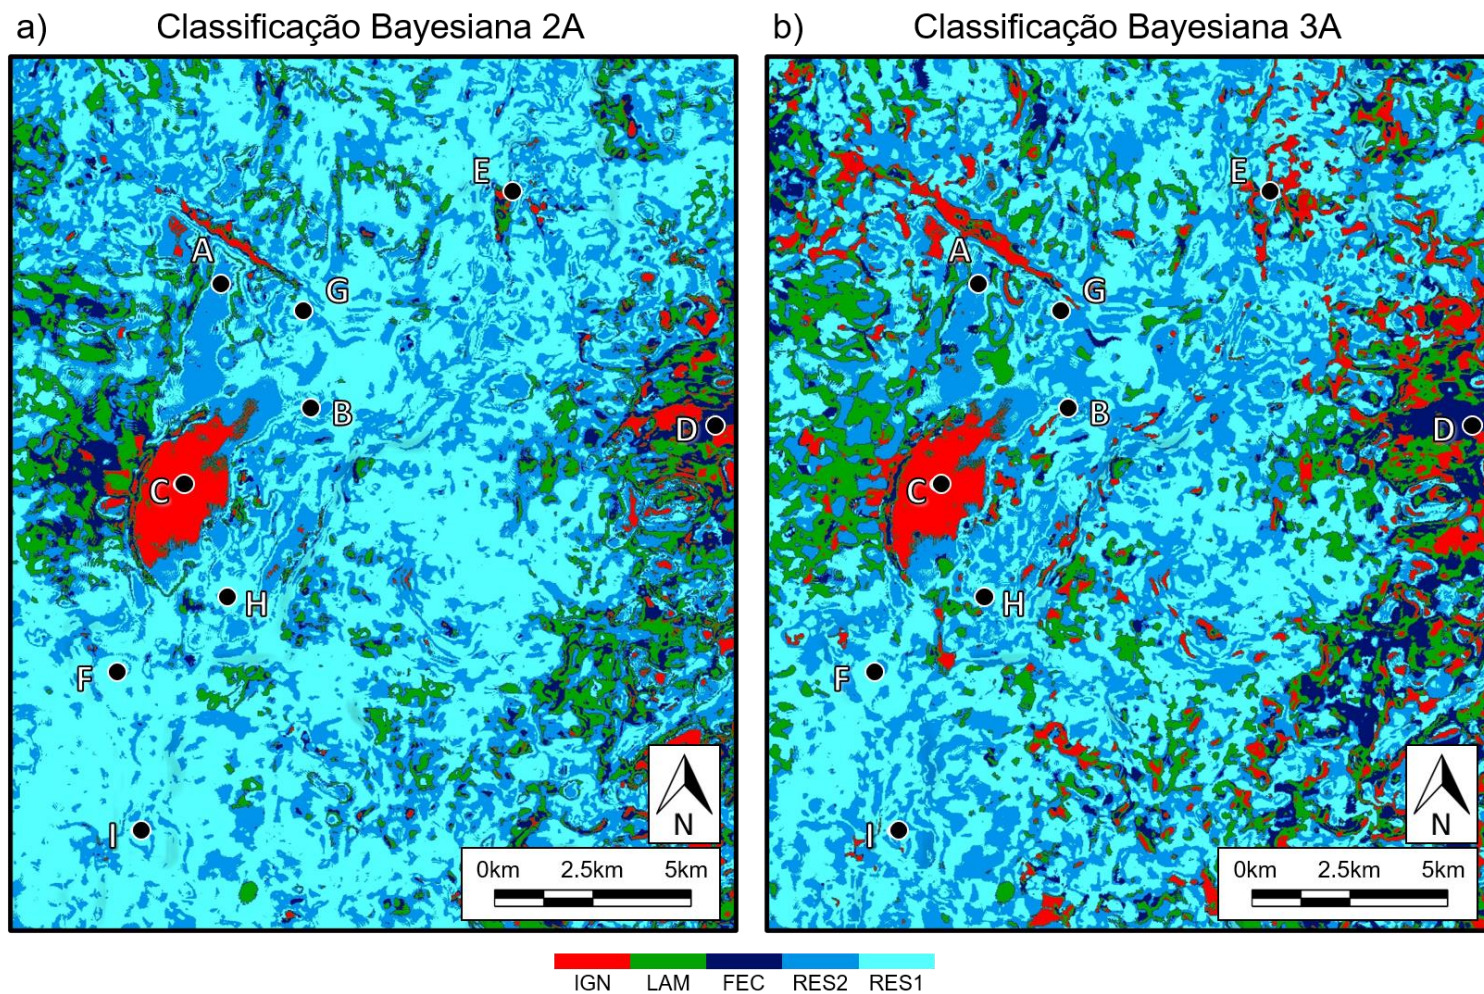 a) Classificação Bayesiana 2A
b) Classificação Bayesiana 3A
E
A
G
B
D
C
H
F
I
N
0km 2.5km 5km
E
A
G
B
D
C
H
F
I
N
0km 2.5km 5km
IGN LAM FEC RES2 RES1